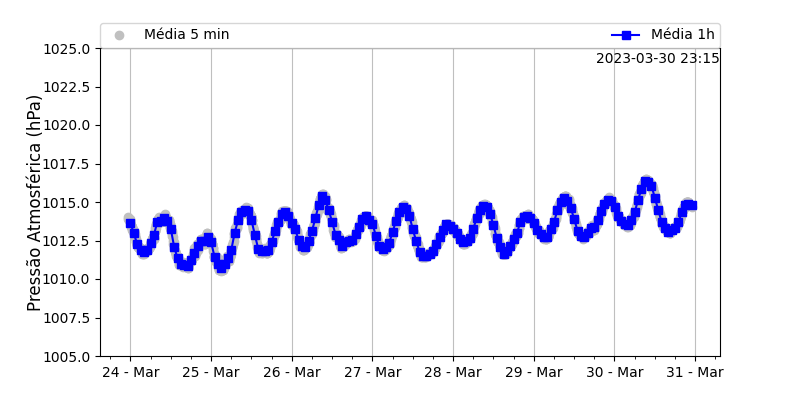 Média 5 min
Média 1h
2023-03-30 23:15
Pressão Atmosférica (hPa)
1025.0
1022.5
1020.0
1017.5
1015.0
1012.5
1010.0
1007.5
1005.0
24 - Mar
25 - Mar
26 - Mar
27 - Mar
28 - Mar
29 - Mar
30 - Mar
31 - Mar